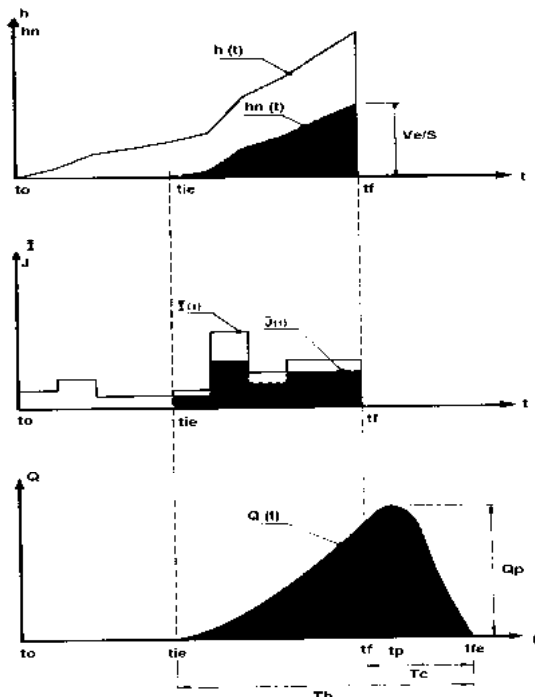 h
hn
h (t)
hn (t)
Ve/S
to tie tf t
I
J
I(t)
J(t)
to tie tf t
Q
Q (t)
Qp
to tie tf tp tfe
Tc
Tb